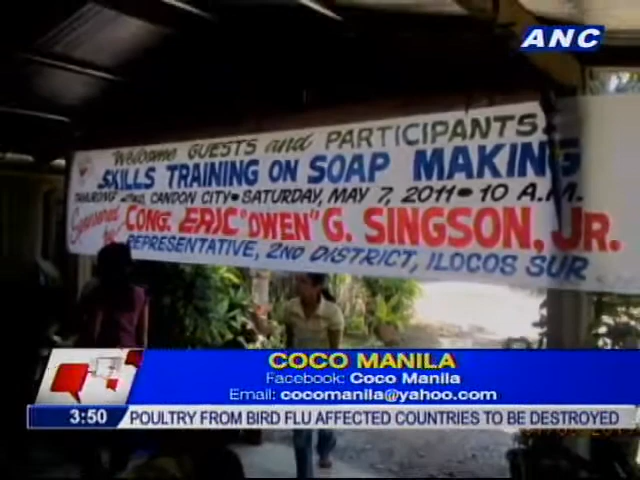 ANC
Welcome GUESTS and PARTICIPANTS.
SKILLS TRAINING ON SOAP MAKING
CANDON CITY•SATURDAY, MAY 7, 2011•10 A.M.
Sponsored by: CONG. ERIC "OWEN" G. SINGSON, JR.
REPRESENTATIVE, 2ND DISTRICT, ILOCOS SUR
COCO MANILA
Facebook: Coco Manila
Email: cocomanila@yahoo.com
3:50 POULTRY FROM BIRD FLU AFFECTED COUNTRIES TO BE DESTROYED